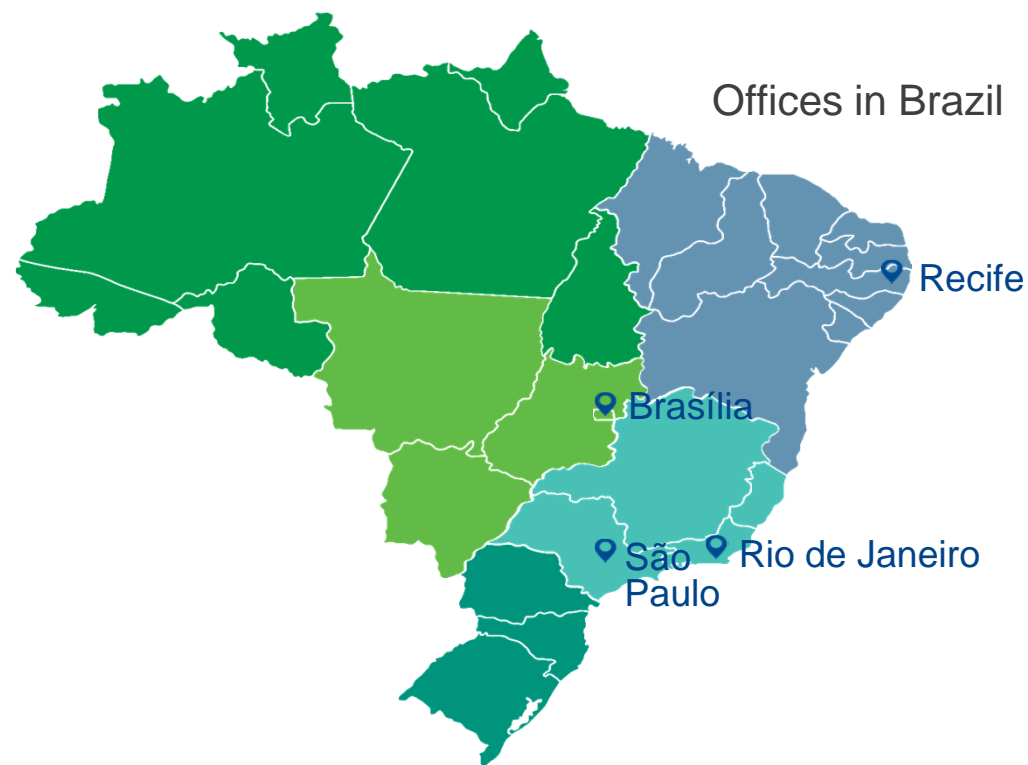 Offices in Brazil
Recife
Brasília
São
Paulo
Rio de Janeiro